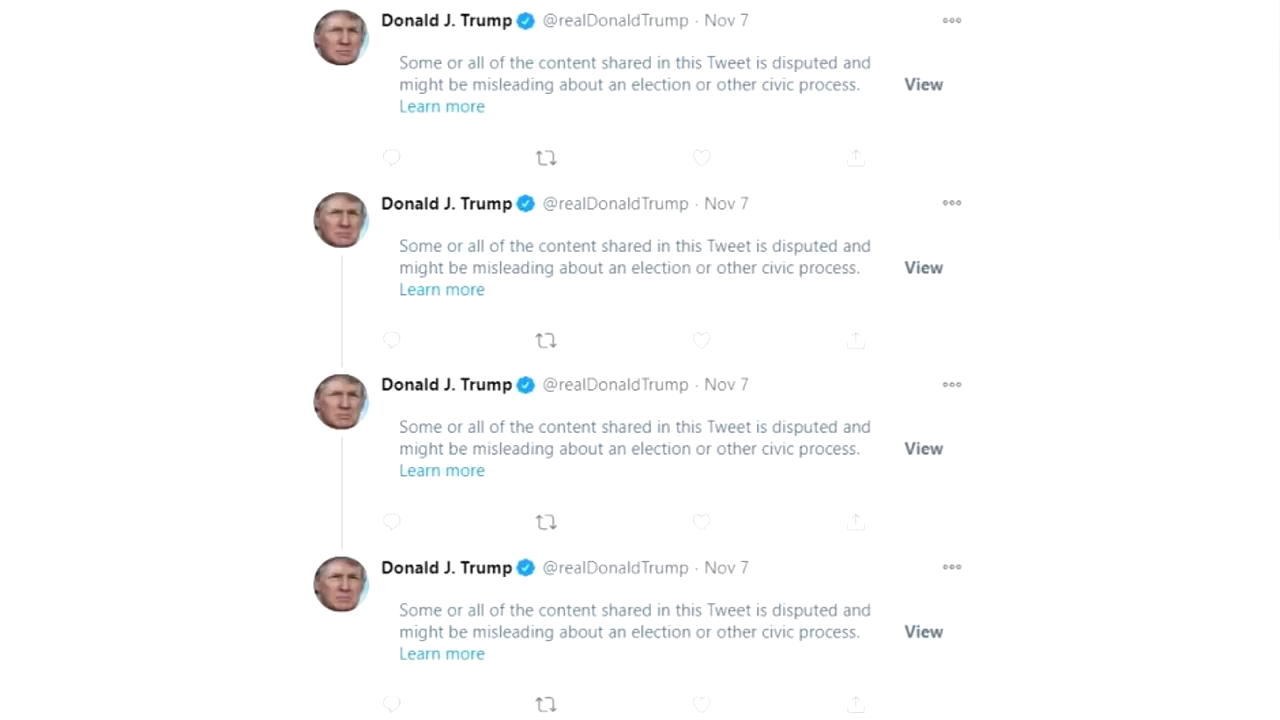 Donald J. Trump @realDonaldTrump · Nov 7
Some or all of the content shared in this Tweet is disputed and
might be misleading about an election or other civic process.
View
Learn more
Donald J. Trump @realDonaldTrump · Nov 7
Some or all of the content shared in this Tweet is disputed and
might be misleading about an election or other civic process.
View
Learn more
Donald J. Trump @realDonaldTrump · Nov 7
Some or all of the content shared in this Tweet is disputed and
might be misleading about an election or other civic process.
View
Learn more
Donald J. Trump @realDonaldTrump · Nov 7
Some or all of the content shared in this Tweet is disputed and
might be misleading about an election or other civic process.
View
Learn more